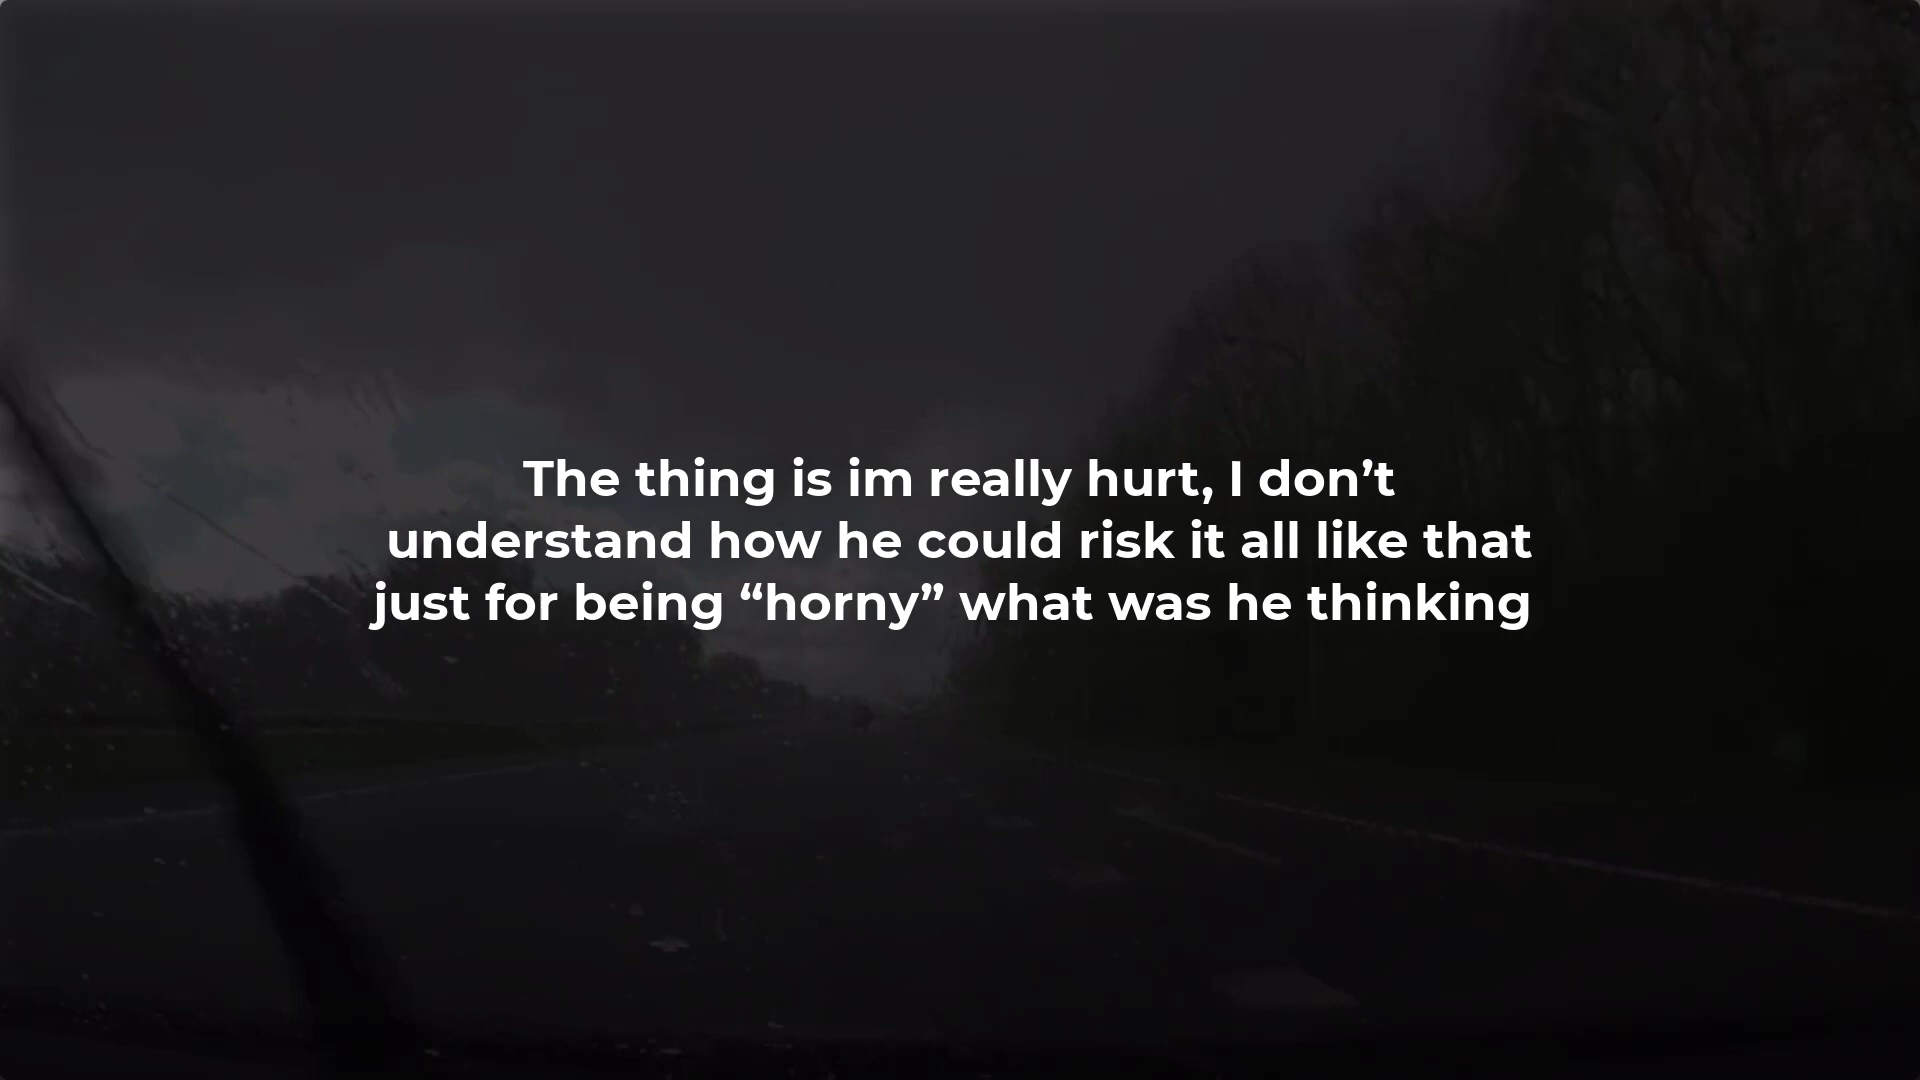 The thing is im really hurt, I don’t
understand how he could risk it all like that
just for being “horny” what was he thinking